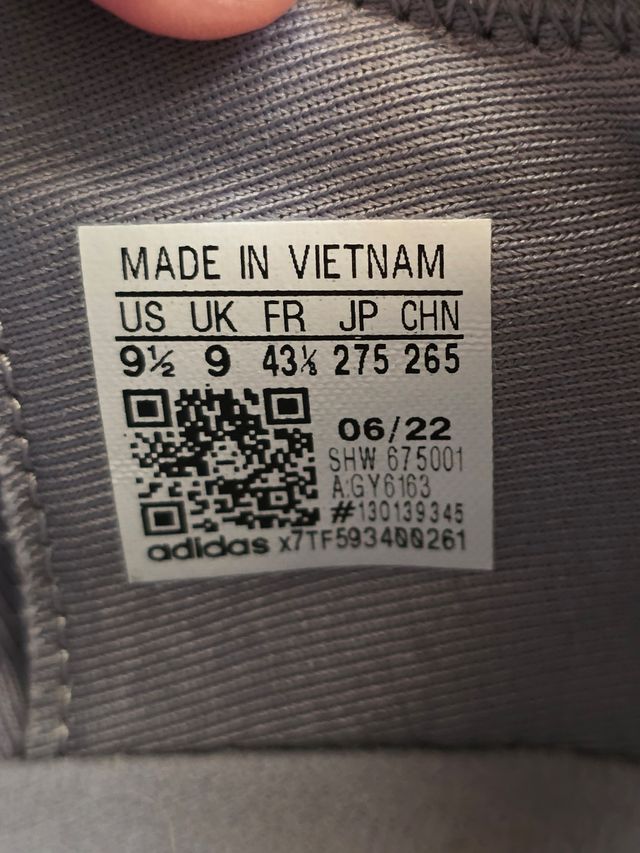 MADE IN VIETNAM
US UK FR JP CHN
9½ 9 43⅓ 275 265
06/22
SHW 675001
A:GY6163
#130139345
adidas x7TF593400261